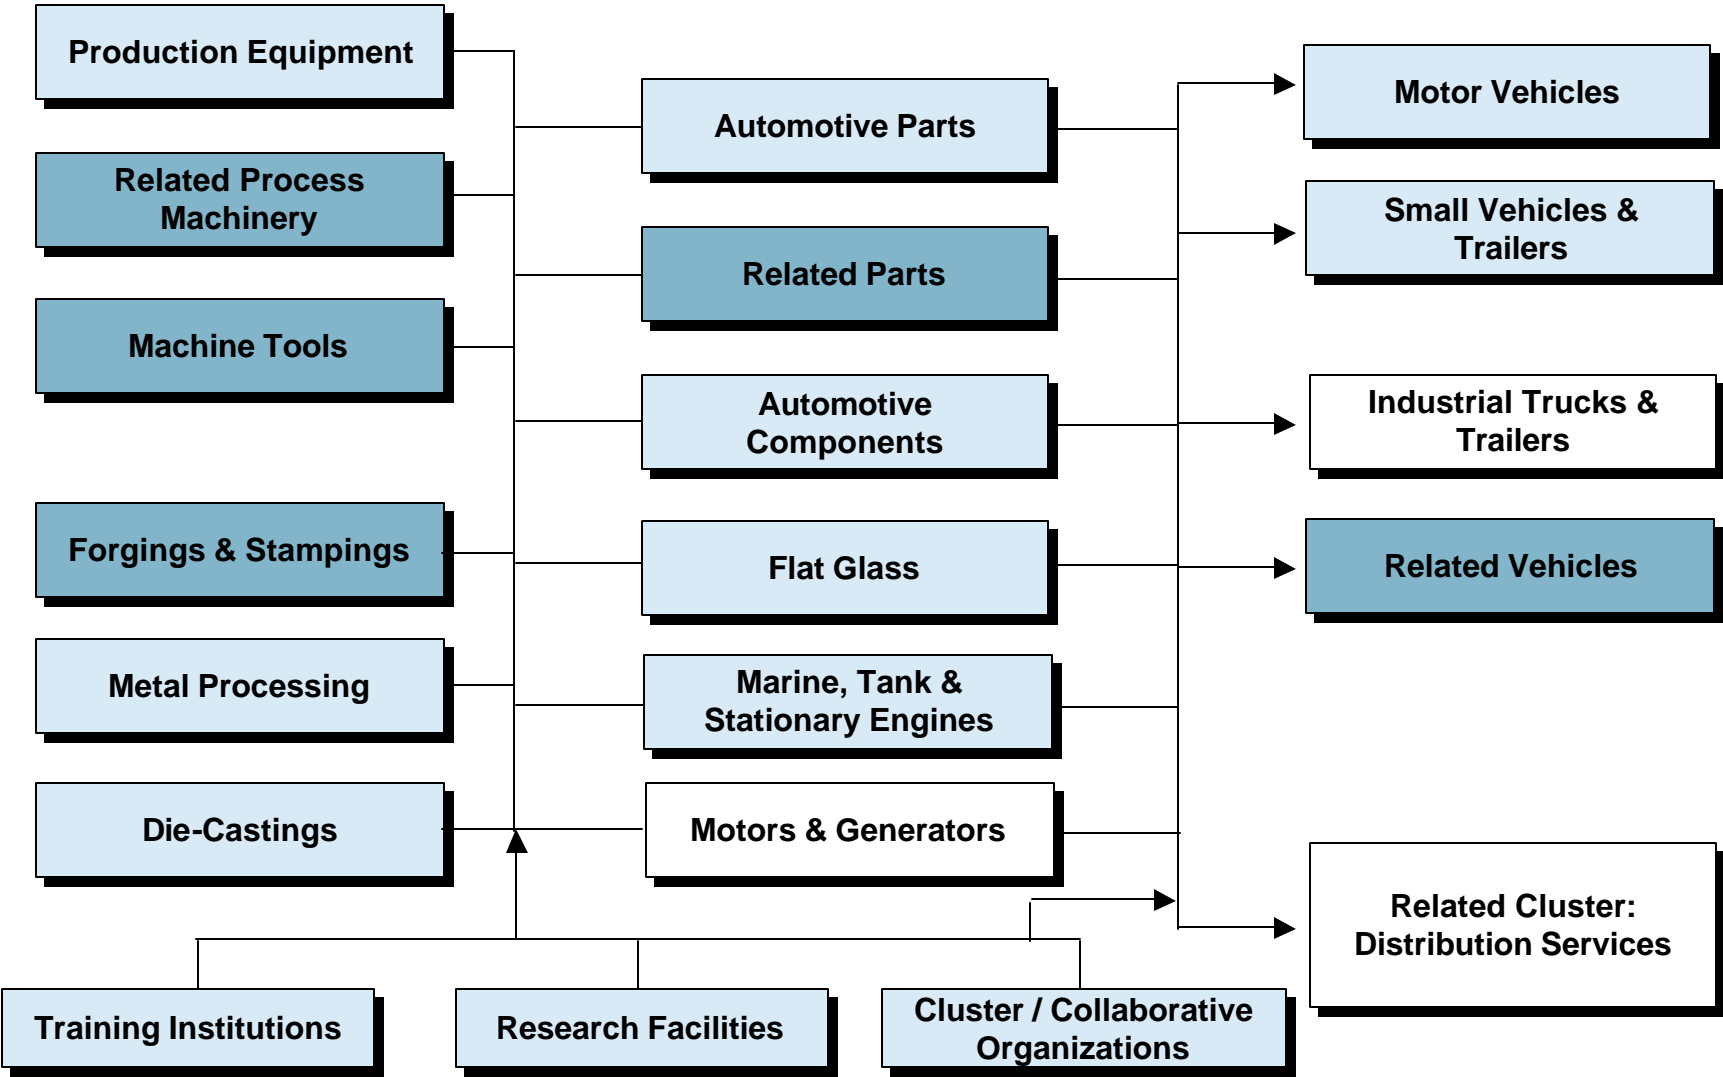 Production Equipment
Related Process
Machinery
Machine Tools
Forgings & Stampings
Metal Processing
Die-Castings
Automotive Parts
Related Parts
Automotive
Components
Flat Glass
Marine, Tank &
Stationary Engines
Motors & Generators
Motor Vehicles
Small Vehicles &
Trailers
Industrial Trucks &
Trailers
Related Vehicles
Related Cluster:
Distribution Services
Training Institutions
Research Facilities
Cluster / Collaborative
Organizations